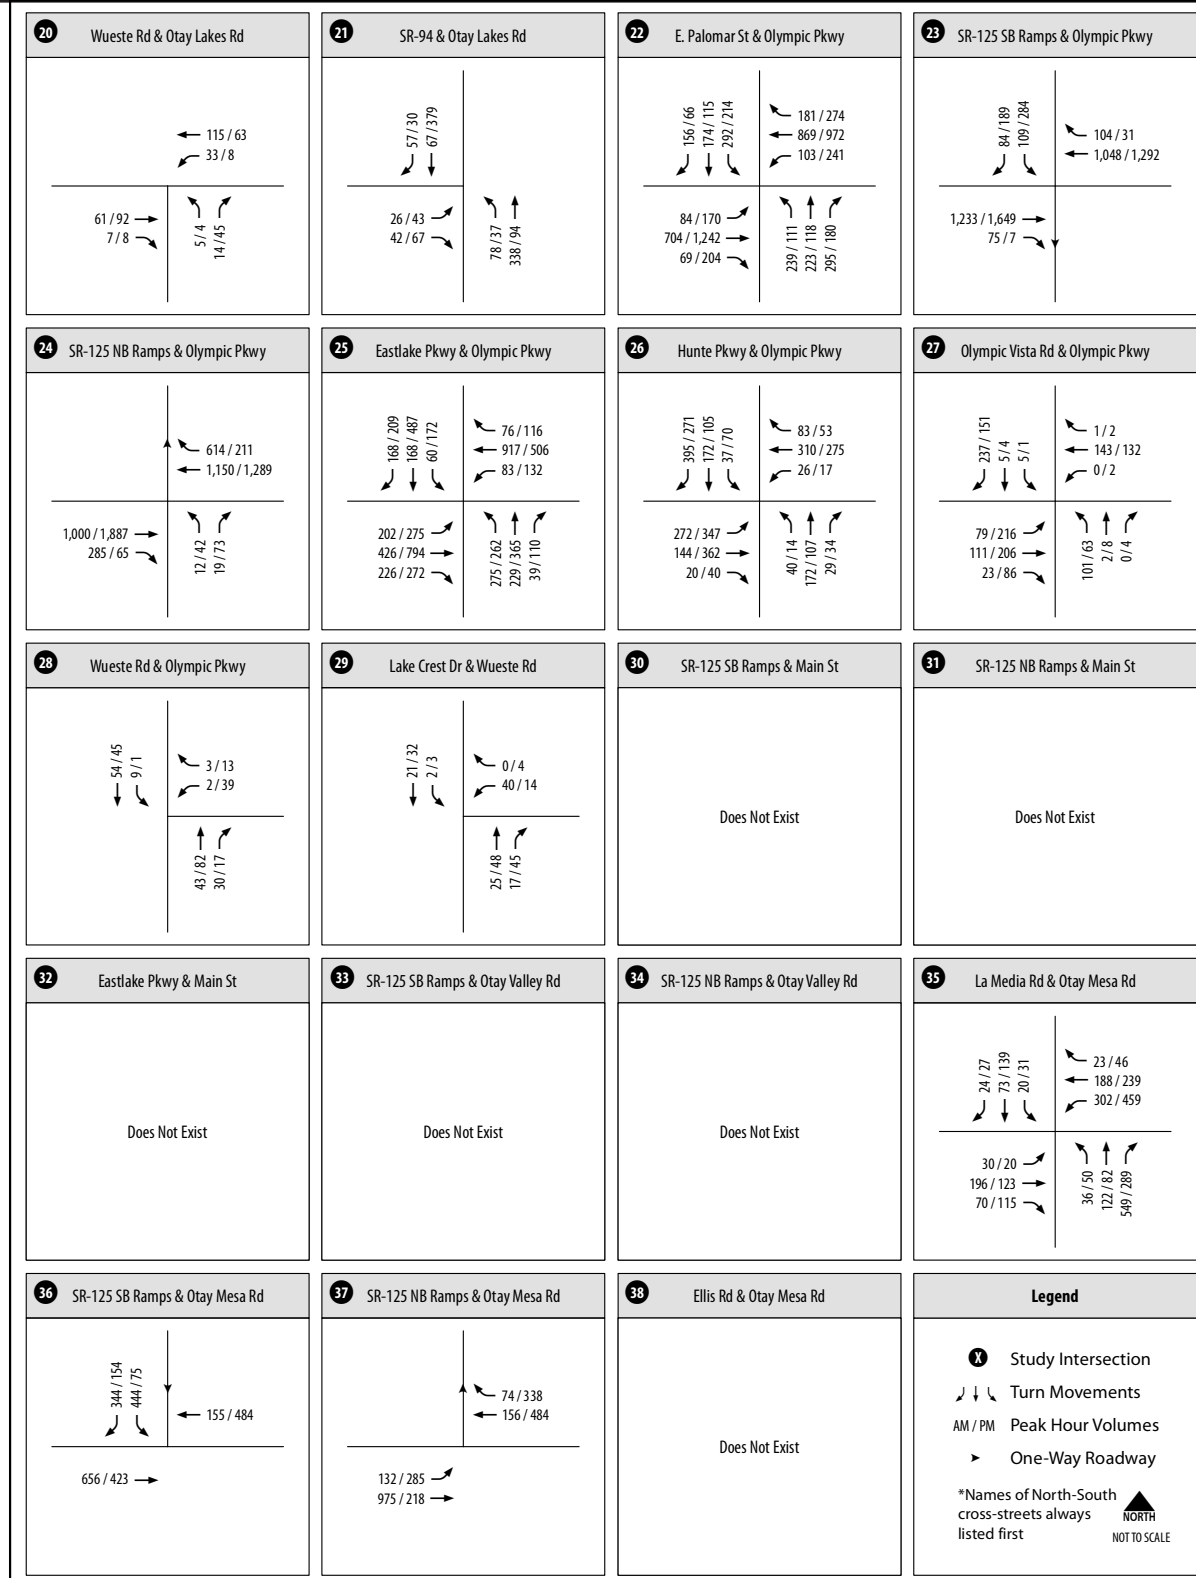 20 Wueste Rd & Otay Lakes Rd
115 / 63
33 / 8
61 / 92
7 / 8
5 / 4
14 / 45
21 SR-94 & Otay Lakes Rd
57 / 30
67 / 379
26 / 43
42 / 67
78 / 37
338 / 94
22 E. Palomar St & Olympic Pkwy
156 / 66
174 / 115
292 / 214
181 / 274
869 / 972
103 / 241
84 / 170
704 / 1,242
69 / 204
239 / 111
223 / 118
295 / 180
23 SR-125 SB Ramps & Olympic Pkwy
84 / 189
109 / 284
104 / 31
1,048 / 1,292
1,233 / 1,649
75 / 7
24 SR-125 NB Ramps & Olympic Pkwy
614 / 211
1,150 / 1,289
1,000 / 1,887
285 / 65
12 / 42
19 / 73
25 Eastlake Pkwy & Olympic Pkwy
168 / 209
168 / 487
60 / 172
76 / 116
917 / 506
83 / 132
202 / 275
426 / 794
226 / 272
275 / 262
229 / 365
39 / 110
26 Hunte Pkwy & Olympic Pkwy
395 / 271
172 / 105
37 / 70
83 / 53
310 / 275
26 / 17
272 / 347
144 / 362
20 / 40
40 / 14
172 / 107
29 / 34
27 Olympic Vista Rd & Olympic Pkwy
237 / 151
5 / 4
5 / 1
1 / 2
143 / 132
0 / 2
79 / 216
111 / 206
23 / 86
101 / 63
2 / 8
0 / 4
28 Wueste Rd & Olympic Pkwy
54 / 45
9 / 1
3 / 13
2 / 39
43 / 82
30 / 17
29 Lake Crest Dr & Wueste Rd
21 / 32
2 / 3
0 / 4
40 / 14
25 / 48
17 / 45
30 SR-125 SB Ramps & Main St
Does Not Exist
31 SR-125 NB Ramps & Main St
Does Not Exist
32 Eastlake Pkwy & Main St
Does Not Exist
33 SR-125 SB Ramps & Otay Valley Rd
Does Not Exist
34 SR-125 NB Ramps & Otay Valley Rd
Does Not Exist
35 La Media Rd & Otay Mesa Rd
24 / 27
73 / 139
20 / 31
23 / 46
188 / 239
302 / 459
30 / 20
196 / 123
70 / 115
36 / 50
122 / 82
549 / 289
36 SR-125 SB Ramps & Otay Mesa Rd
344 / 154
444 / 75
155 / 484
656 / 423
37 SR-125 NB Ramps & Otay Mesa Rd
74 / 338
156 / 484
132 / 285
975 / 218
38 Ellis Rd & Otay Mesa Rd
Does Not Exist
Legend
X Study Intersection
Turn Movements
AM / PM Peak Hour Volumes
One-Way Roadway
*Names of North-South
cross-streets always
listed first
NORTH
NOT TO SCALE